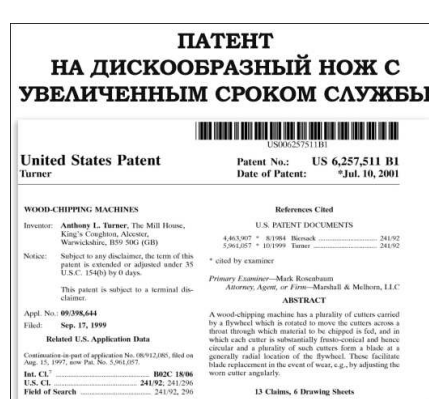 ПАТЕНТ
НА ДИСКООБРАЗНЫЙ НОЖ С
УВЕЛИЧЕННЫМ СРОКОМ СЛУЖБЫ
US006257511B1
United States Patent
Turner
Patent No.: US 6,257,511 B1
Date of Patent: *Jul. 10, 2001
WOOD-CHIPPING MACHINES
Inventor: Anthony L. Turner, The Mill House,
King's Coughton, Alcester,
Warwickshire, B59 50G (GB)
Notice: Subject to any disclaimer, the term of this
patent is extended or adjusted under 35
U.S.C. 154(b) by 0 days.
This patent is subject to a terminal dis-
claimer.
Appl. No.: 09/398,644
Filed: Sep. 17, 1999
Related U.S. Application Data
Continuation-in-part of application No. 08/912,085, filed on
Aug. 15, 1997, now Pat. No. 5,961,057.
Int. Cl.7 ........ B02C 18/06
U.S. Cl. ........ 241/92; 241/296
Field of Search ........ 241/92, 296
References Cited
U.S. PATENT DOCUMENTS
4,463,907 * 8/1984 Biersack ........ 241/92
5,961,057 * 10/1999 Turner ........ 241/92
* cited by examiner
Primary Examiner—Mark Rosenbaum
Attorney, Agent, or Firm—Marshall & Melhorn, LLC
ABSTRACT
A wood-chipping machine has a plurality of cutters carried
by a flywheel which is rotated to move the cutters across a
throat through which material to be chipped is fed, and in
which each cutter is substantially frusto-conical and hence
circular and a plurality of such cutters form a blade at a
generally radial location of the flywheel. These facilitate
blade replacement in the event of wear, e.g., by adjusting the
worn cutter angularly.
13 Claims, 6 Drawing Sheets